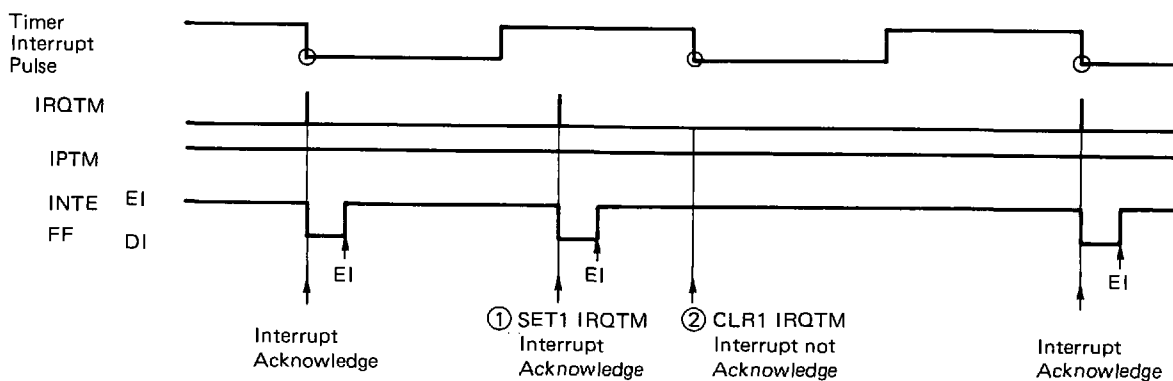 Timer
Interrupt
Pulse
IRQTM
IPTM
INTE EI
FF DI
EI
EI
EI
Interrupt
Acknowledge
① SET1 IRQTM
Interrupt
Acknowledge
② CLR1 IRQTM
Interrupt not
Acknowledge
Interrupt
Acknowledge